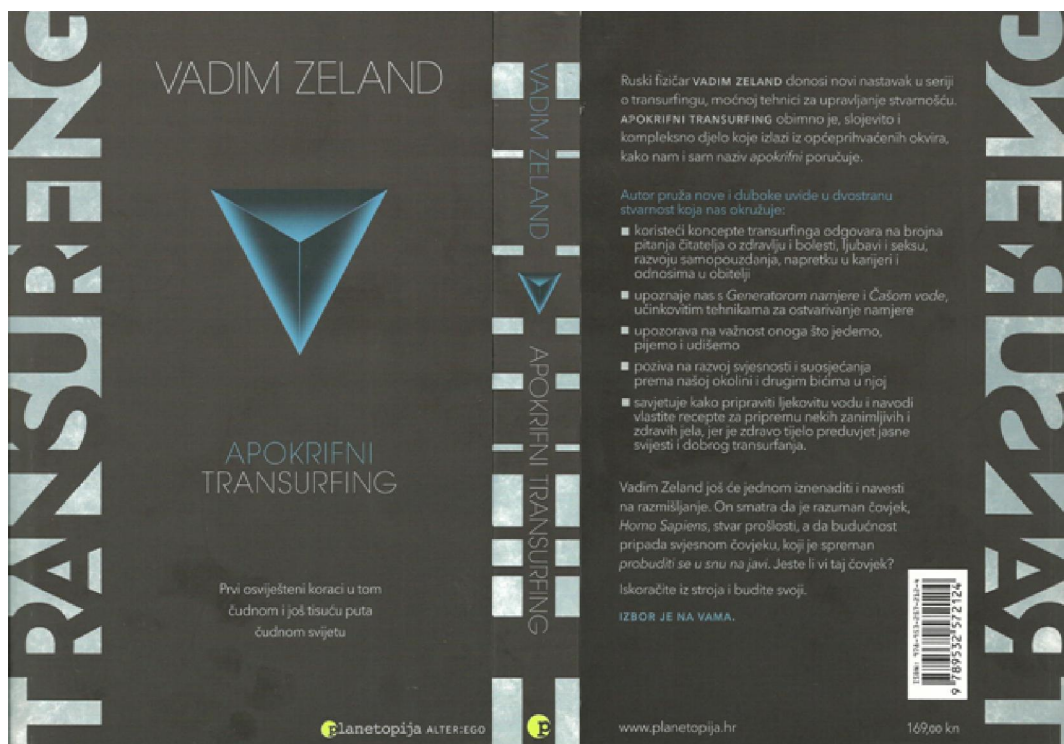 TRANSURFING
VADIM ZELAND
APOKRIFNI
TRANSURFING
Prvi osviješteni koraci u tom
čudnom i još tisuću puta
čudnom svijetu
planetopija ALTER:EGO
VADIM ZELAND
APOKRIFNI TRANSURFING
p
Ruski fizičar VADIM ZELAND donosi novi nastavak u seriji
o transurfingu, moćnoj tehnici za upravljanje stvarnošću.
APOKRIFNI TRANSURFING obimno je, slojevito i
kompleksno djelo koje izlazi iz općeprihvaćenih okvira,
kako nam i sam naziv apokrifni poručuje.
Autor pruža nove i duboke uvide u dvostranu
stvarnost koja nas okružuje:
■ koristeći koncepte transurfinga odgovara na brojna
pitanja čitatelja o zdravlju i bolesti, ljubavi i seksu,
razvoju samopouzdanja, napretku u karijeri i
odnosima u obitelji
■ upoznaje nas s Generatorom namjere i Čašom vode,
učinkovitim tehnikama za ostvarivanje namjere
■ upozorava na važnost onoga što jedemo,
pijemo i udišemo
■ poziva na razvoj svjesnosti i suosjećanja
prema našoj okolini i drugim bićima u njoj
■ savjetuje kako pripraviti ljekovitu vodu i navodi
vlastite recepte za pripremu nekih zanimljivih i
zdravih jela, jer je zdravo tijelo preduvjet jasne
svijesti i dobrog transurfanja.
Vadim Zeland još će jednom iznenaditi i navesti
na razmišljanje. On smatra da je razuman čovjek,
Homo Sapiens, stvar prošlosti, a da budućnost
pripada svjesnom čovjeku, koji je spreman
probuditi se u snu na javi. Jeste li vi taj čovjek?
Iskoračite iz stroja i budite svoji.
IZBOR JE NA VAMA.
www.planetopija.hr
ISBN: 978-953-257-212-4
9 789532 572124
169,00 kn
TRANSURFING